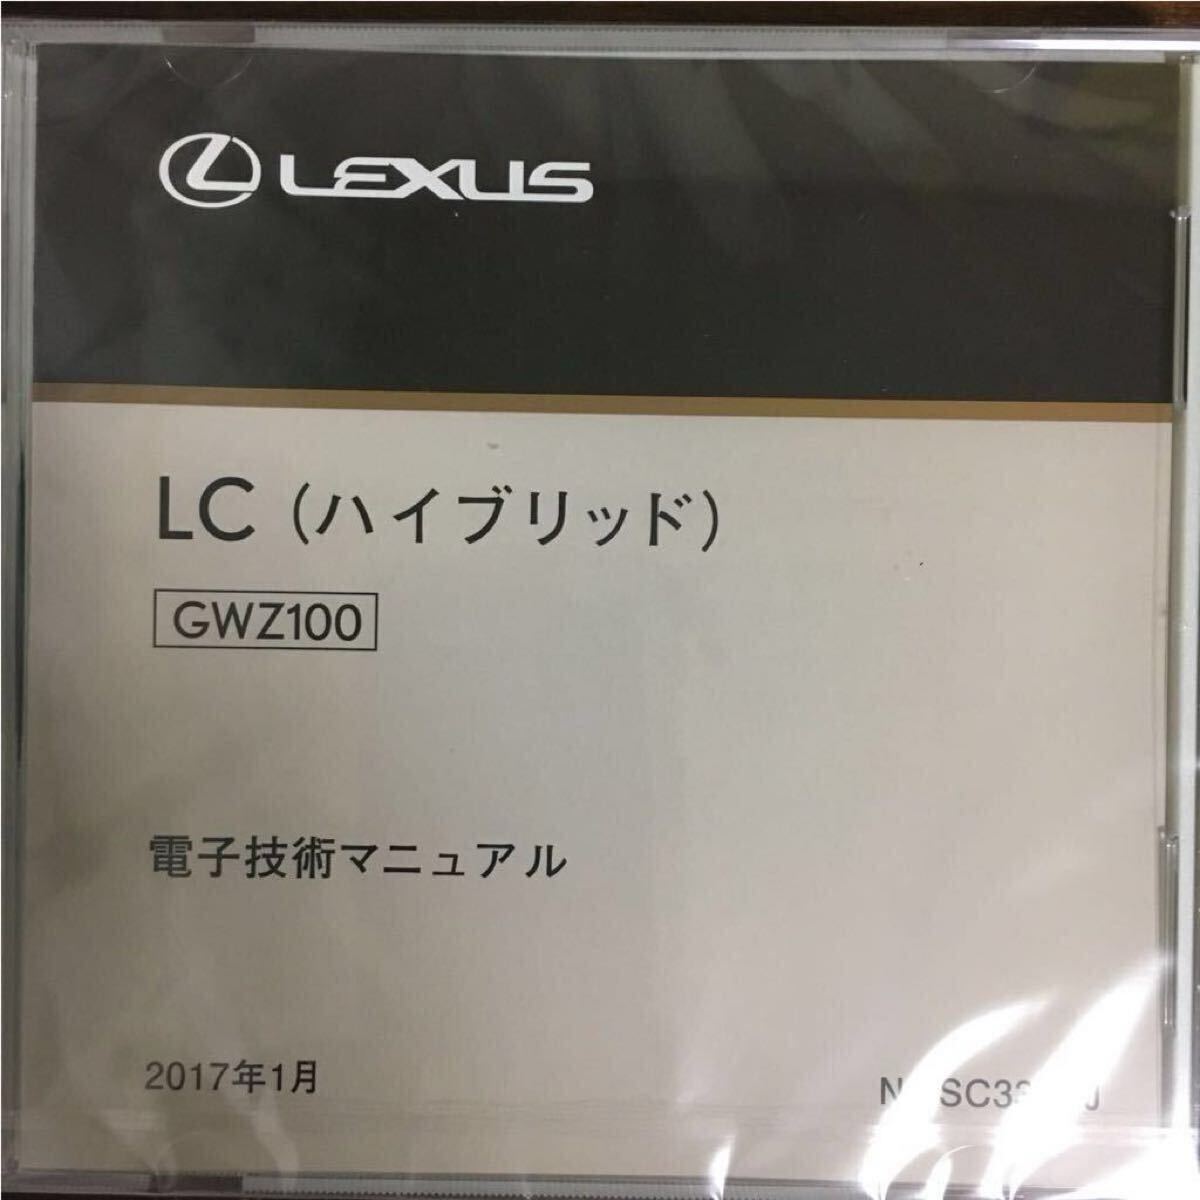 LEXUS
LC (ハイブリッド)
GWZ100
電子技術マニュアル
2017年1月